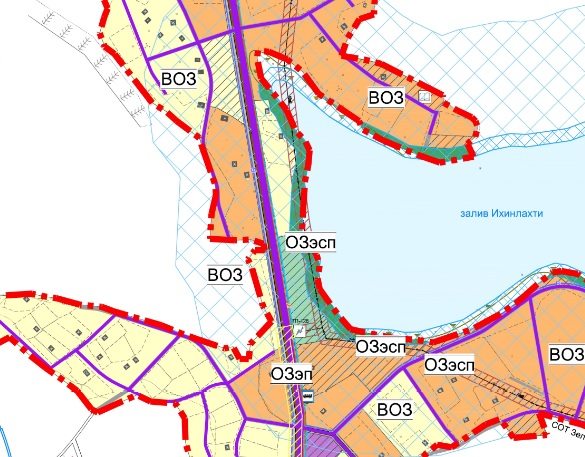 ВОЗ
ВОЗ
залив Ихинлахти
ОЗэсп
ВОЗ
ОЗэсп
ВОЗ
ОЗэсп
ОЗэп
ВОЗ
СОТ Зел